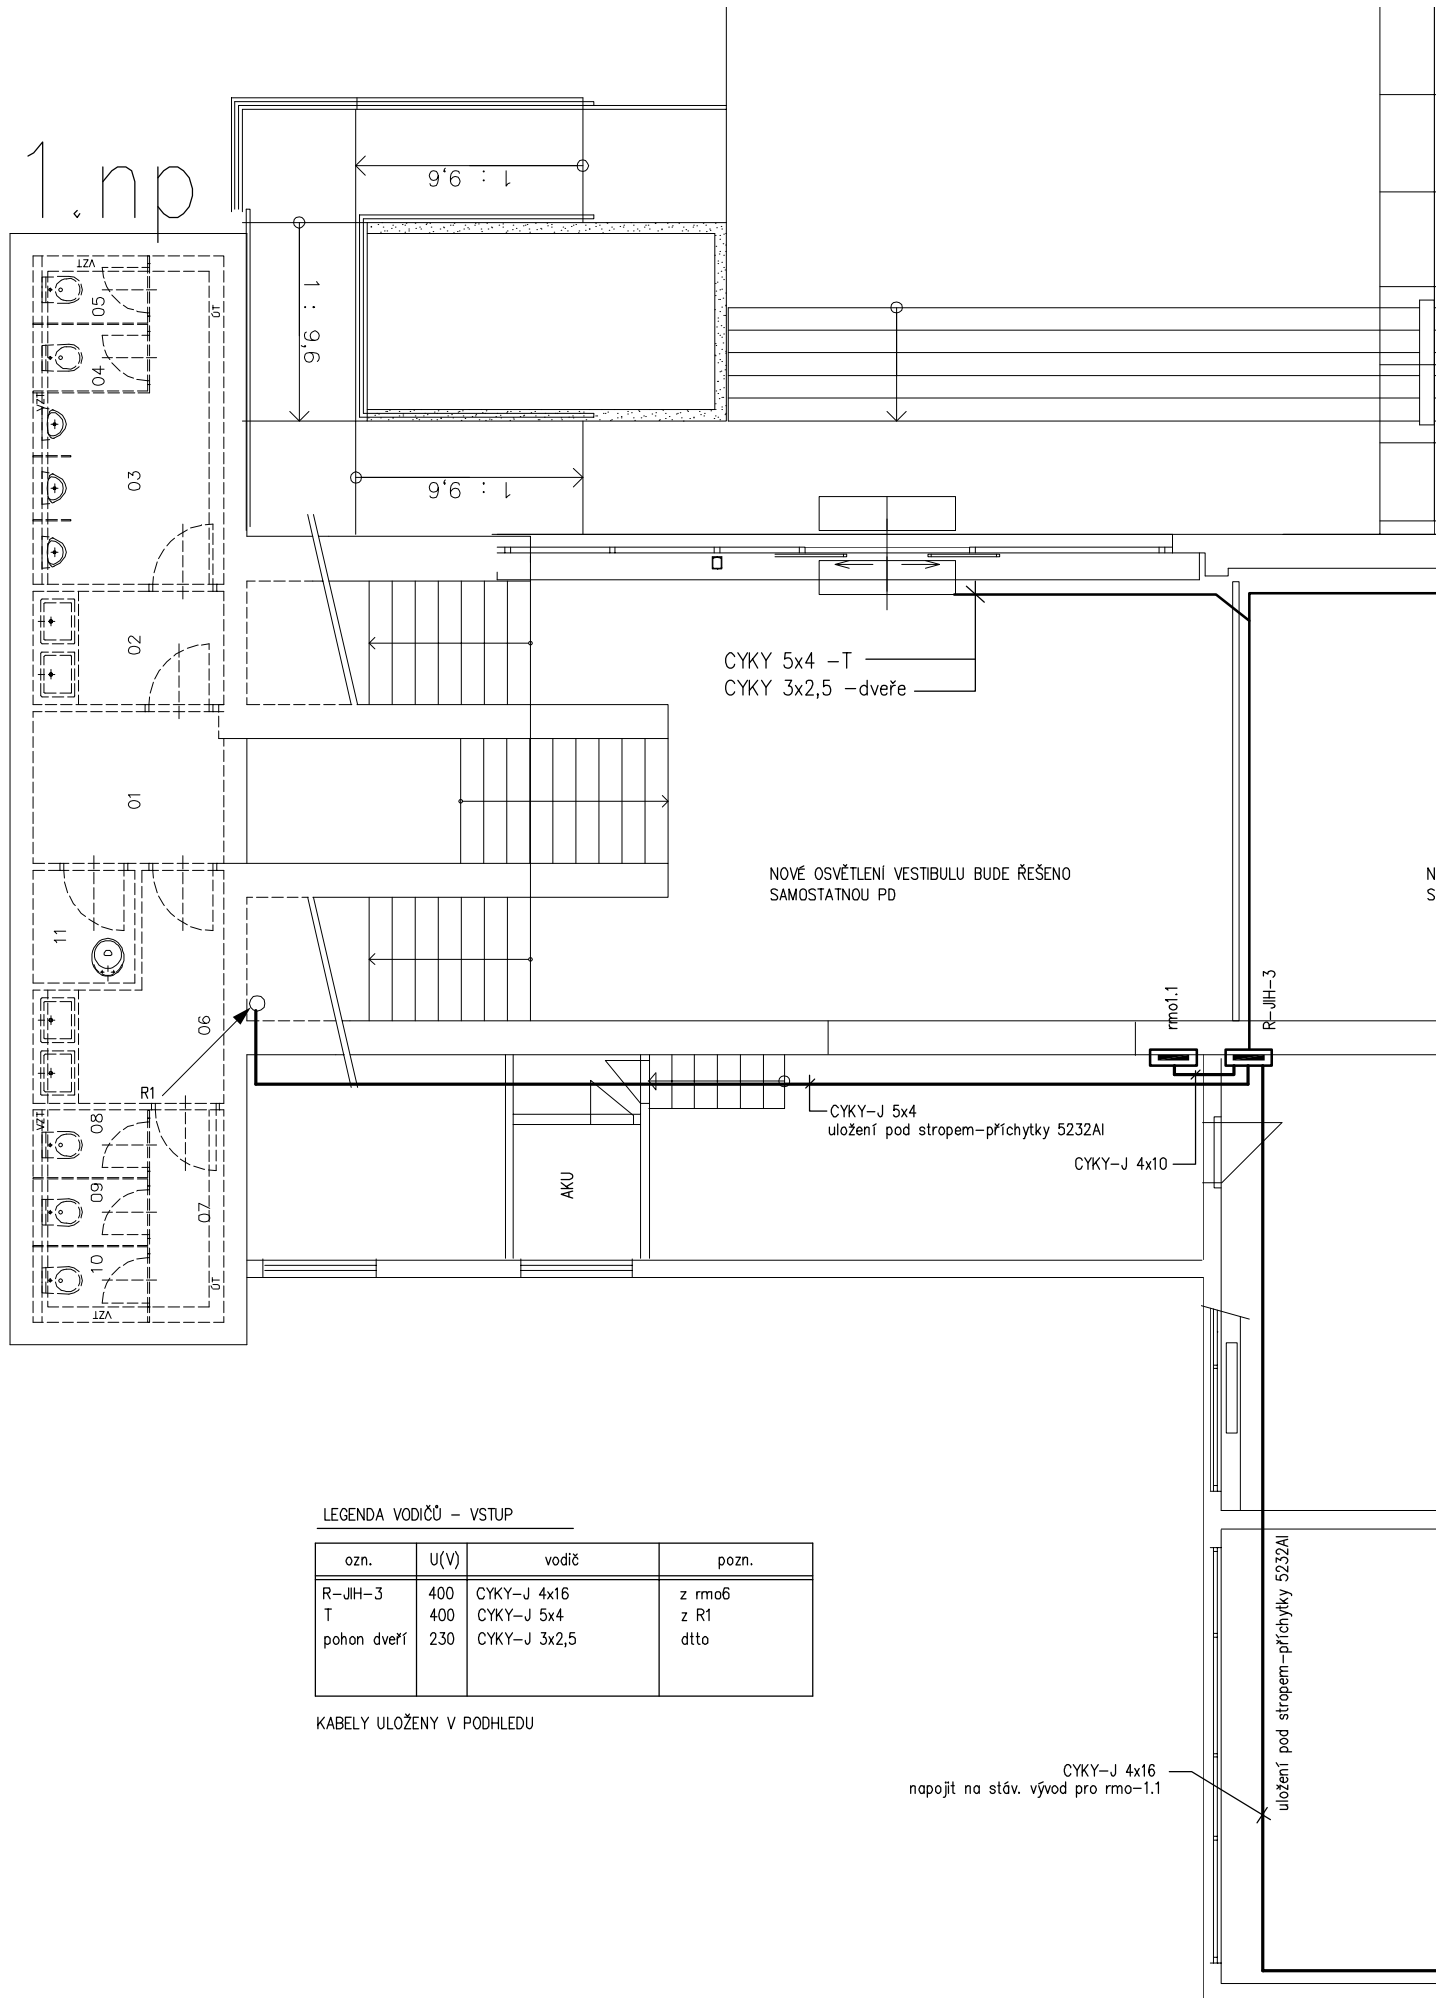 1.np
1 : 9,6
1 : 9,6
1 : 9,6
VZT
05
ÚT
04
VZT
03
02
01
11
06
R1
VZT
08
09
07
10
ÚT
VZT
CYKY 5x4 –T
CYKY 3x2,5 –dveře
NOVÉ OSVĚTLENÍ VESTIBULU BUDE ŘEŠENO
SAMOSTATNOU PD
N
S
rmo1.1
R–JIH–3
CYKY–J 5x4
uložení pod stropem–příchytky 5232Al
CYKY–J 4x10
AKU
D
LEGENDA VODIČŮ – VSTUP
ozn. U(V) vodič pozn.
R–JIH–3 400 CYKY–J 4x16 z rmo6
T 400 CYKY–J 5x4 z R1
pohon dveří 230 CYKY–J 3x2,5 dtto
KABELY ULOŽENY V PODHLEDU
uložení pod stropem–příchytky 5232Al
CYKY–J 4x16
napojit na stáv. vývod pro rmo–1.1